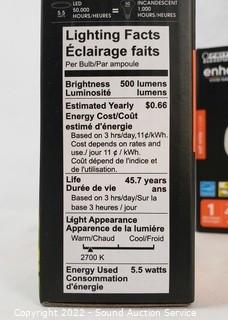 LED
5.5
50,000
HOURS/HEURES
=
INCANDESCENT
1,000
HOURS/HEURES
Lighting Facts
Éclairage faits
Per Bulb/Par ampoule
Brightness 500 lumens
Luminosité lumens
Estimated Yearly $0.66
Energy Cost/Coût
estimé d'énergie
Based on 3 hrs/day,11¢/kWh.
Cost depends on rates and
use./ jour 11 ¢ / kWh.
Coût dépend de l'indice et
de l'utilisation.
Life 45.7 years
Durée de vie ans
Based on 3 hrs/day/Sur la
base 3 heures / jour
Light Appearance
Apparence de la lumiére
Warm/Chaud Cool/Froid
2700 K
Energy Used 5.5 watts
Consommation
d'énergie
enh
1
Copyright 2022 - Sound Auction Service